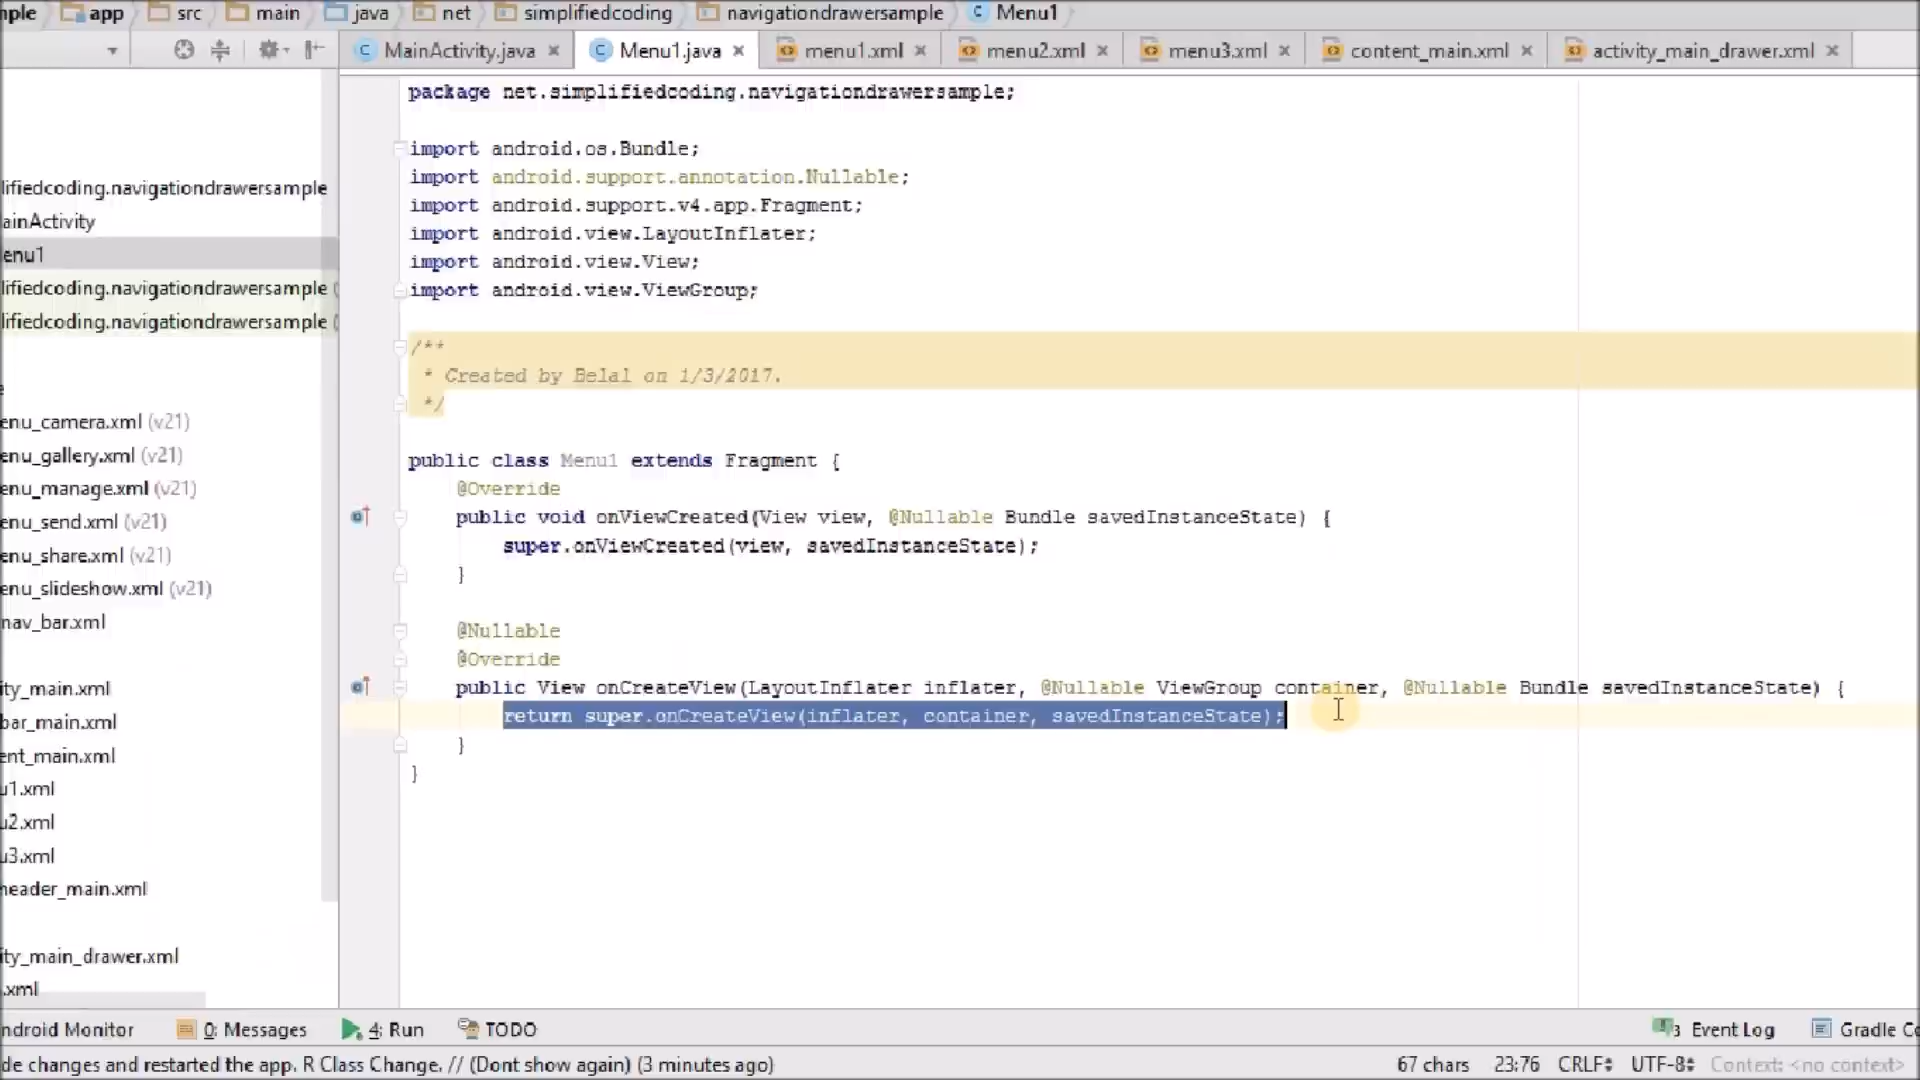 mple app src main java net simplifiedcoding navigationdrawersample Menu1
MainActivity.java Menu1.java menu1.xml menu2.xml menu3.xml content_main.xml activity_main_drawer.xml
package net.simplifiedcoding.navigationdrawersample;
import android.os.Bundle;
import android.support.annotation.Nullable;
import android.support.v4.app.Fragment;
import android.view.LayoutInflater;
import android.view.View;
import android.view.ViewGroup;
/**
* Created by Belal on 1/3/2017.
*/
public class Menu1 extends Fragment {
@Override
public void onViewCreated(View view, @Nullable Bundle savedInstanceState) {
super.onViewCreated(view, savedInstanceState);
}
@Nullable
@Override
public View onCreateView(LayoutInflater inflater, @Nullable ViewGroup container, @Nullable Bundle savedInstanceState) {
return super.onCreateView(inflater, container, savedInstanceState);
}
}
lifiedcoding.navigationdrawersample
ainActivity
enu1
lifiedcoding.navigationdrawersample (
lifiedcoding.navigationdrawersample (
e
enu_camera.xml (v21)
enu_gallery.xml (v21)
enu_manage.xml (v21)
enu_send.xml (v21)
enu_share.xml (v21)
enu_slideshow.xml (v21)
nav_bar.xml
ity_main.xml
bar_main.xml
ent_main.xml
u1.xml
u2.xml
u3.xml
header_main.xml
ity_main_drawer.xml
s.xml
ndroid Monitor 0: Messages 4: Run TODO 3 Event Log Gradle Co
de changes and restarted the app. R Class Change. // (Dont show again) (3 minutes ago) 67 chars 23:76 CRLF UTF-8 Context: <no context>